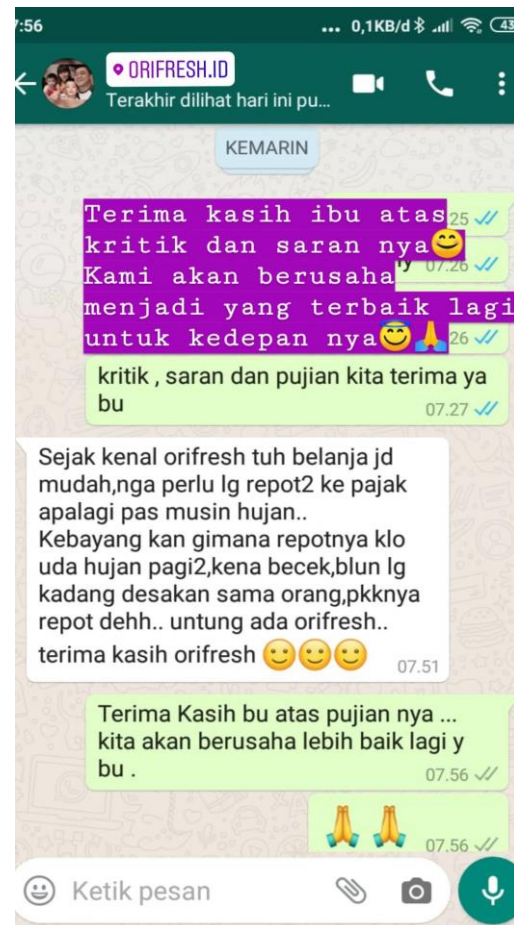 7:56
0,1KB/d
43
ORIFRESH.ID
Terakhir dilihat hari ini pu...
KEMARIN
Terima kasih ibu atas
25
kritik dan saran nya😊
07.26
Kami akan berusaha
menjadi yang terbaik lagi
untuk kedepan nya😇🙏
26
kritik , saran dan pujian kita terima ya
bu
07.27
Sejak kenal orifresh tuh belanja jd
mudah,nga perlu lg repot2 ke pajak
apalagi pas musin hujan..
Kebayang kan gimana repotnya klo
uda hujan pagi2,kena becek,blun lg
kadang desakan sama orang,pkknya
repot dehh.. untung ada orifresh..
terima kasih orifresh 🙂🙂🙂
07.51
Terima Kasih bu atas pujian nya ...
kita akan berusaha lebih baik lagi y
bu .
07.56
🙏 🙏
07.56
Ketik pesan